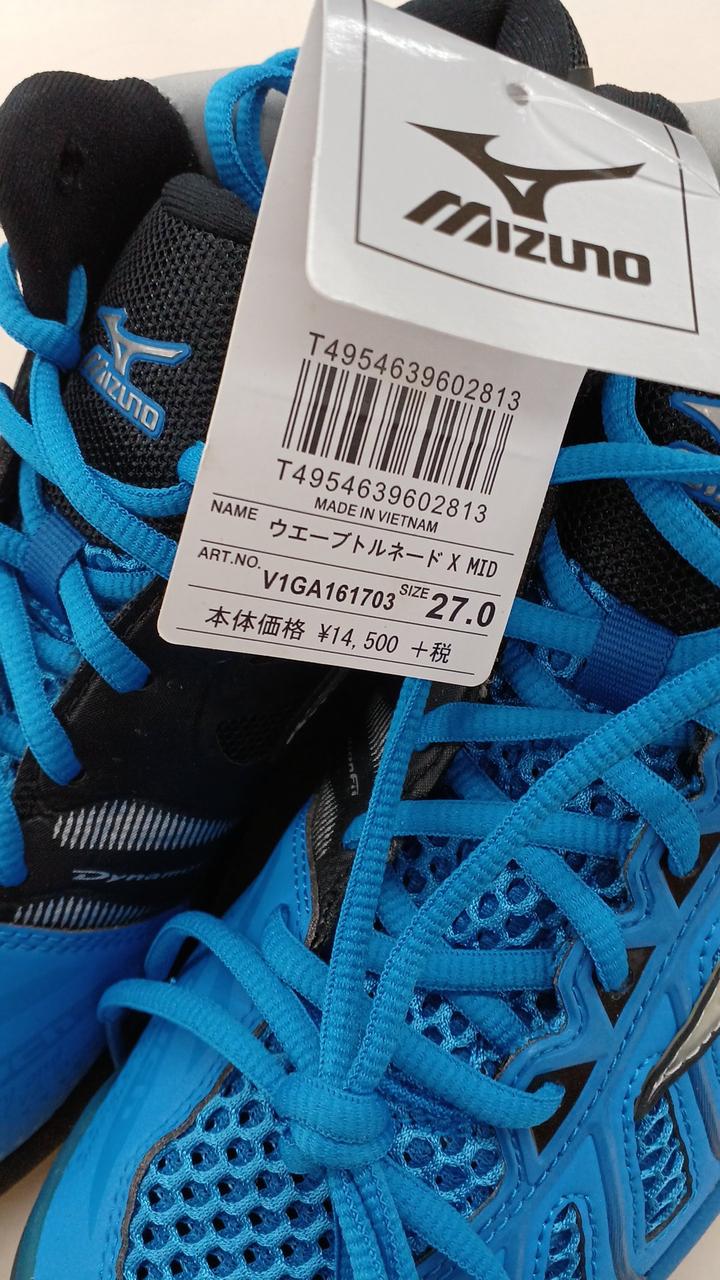 MIZUNO
T4954639602813
T4954639602813
MADE IN VIETNAM
NAME ウエーブトルネード X MID
ART.NO. V1GA161703 SIZE 27.0
本体価格 ¥14,500 +税
MIZUNO